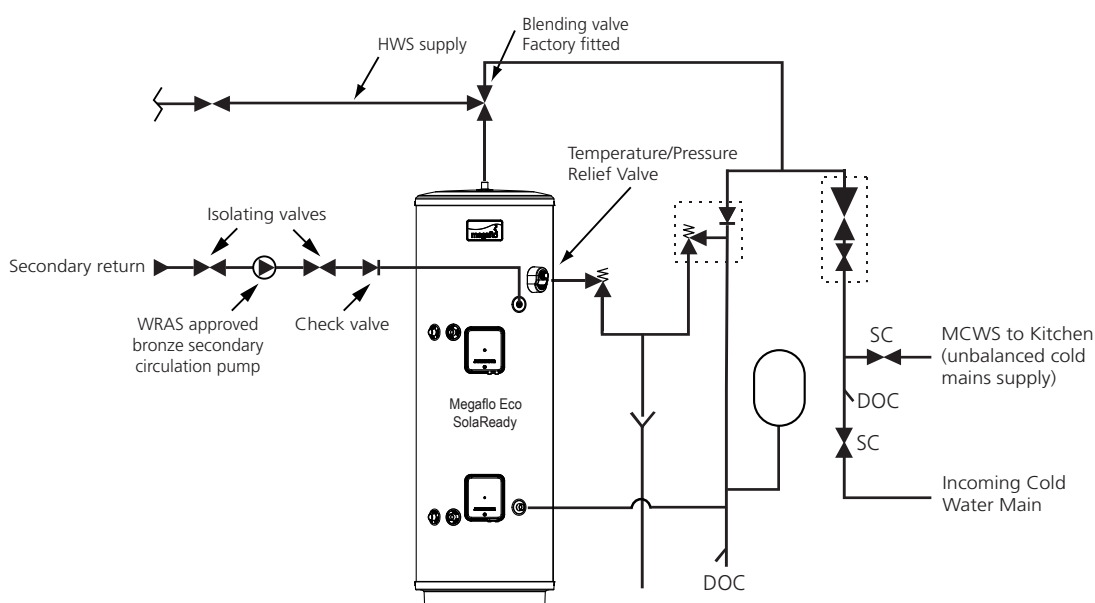 Blending valve
Factory fitted
HWS supply
Temperature/Pressure
Relief Valve
Isolating valves
megaflo
Secondary return
WRAS approved
bronze secondary
circulation pump
Check valve
SC
MCWS to Kitchen
(unbalanced cold
mains supply)
Megaflo Eco
SolaReady
DOC
SC
Incoming Cold
Water Main
DOC